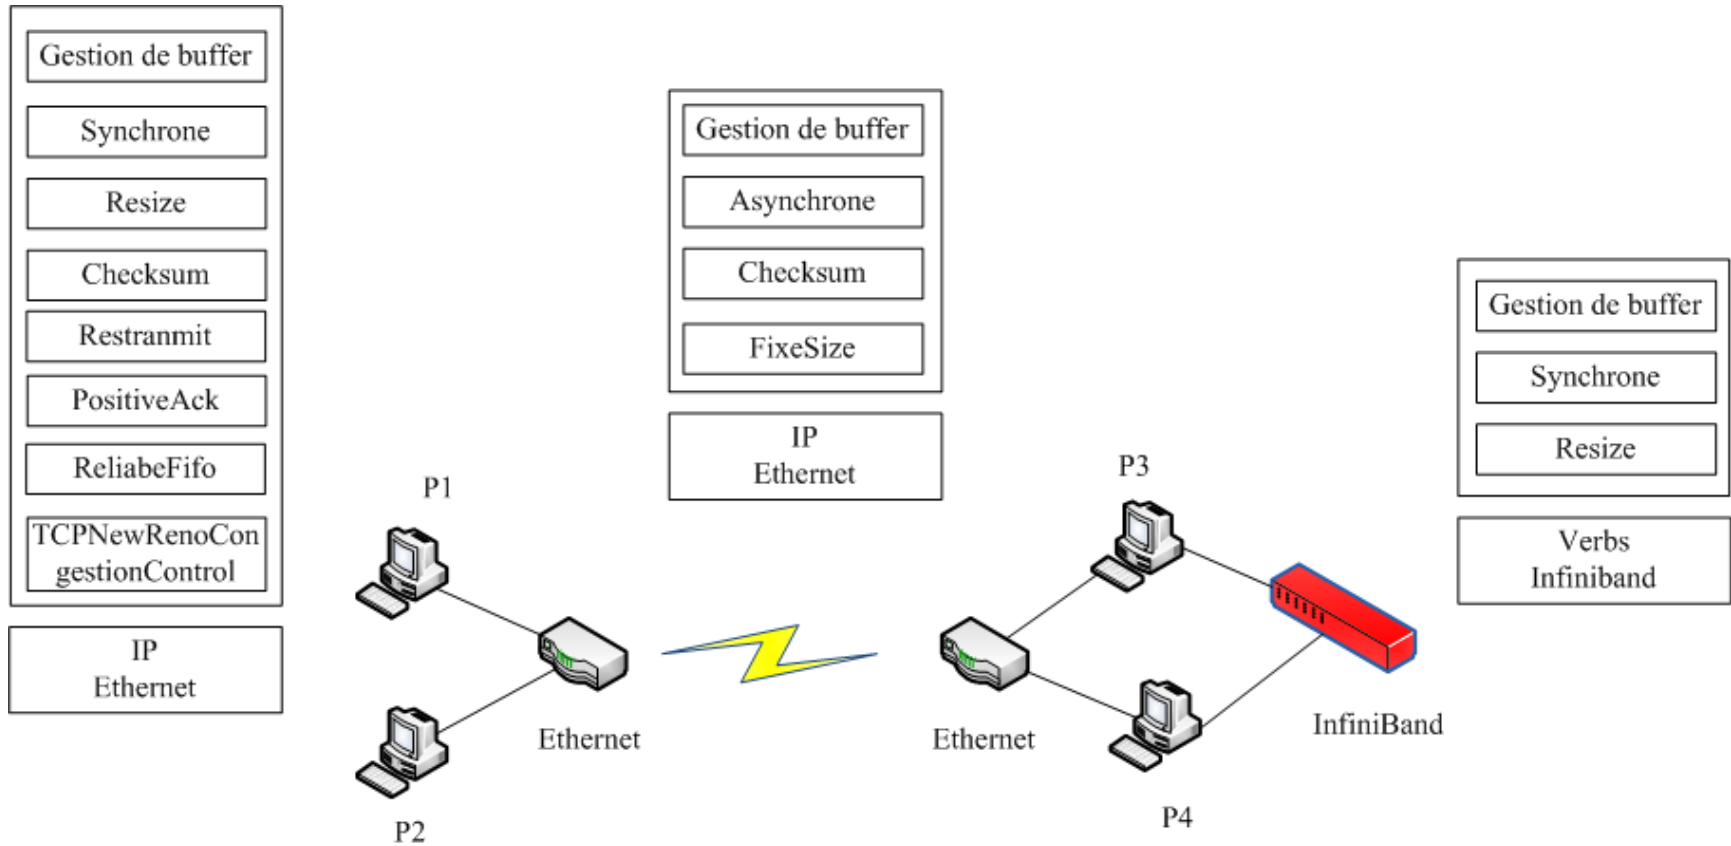 Gestion de buffer
Synchrone
Resize
Checksum
Restranmit
PositiveAck
ReliabeFifo
TCPNewRenoCon
gestionControl
IP
Ethernet
P1
P2
Ethernet
Gestion de buffer
Asynchrone
Checksum
FixeSize
IP
Ethernet
P3
Ethernet
P4
InfiniBand
Gestion de buffer
Synchrone
Resize
Verbs
Infiniband